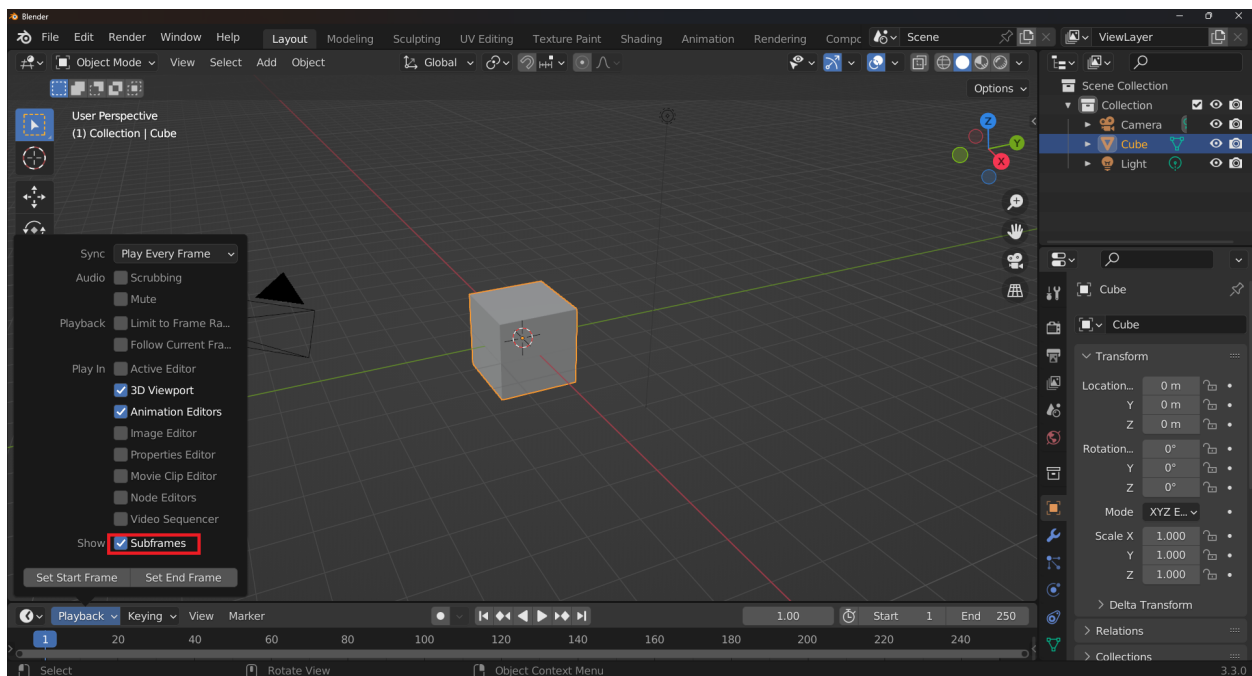 Blender
File Edit Render Window Help Layout Modeling Sculpting UV Editing Texture Paint Shading Animation Rendering Compc Scene ViewLayer
Object Mode View Select Add Object Global
Options
User Perspective
(1) Collection | Cube
Z
Y
X
Scene Collection
Collection
Camera
Cube
Light
Sync Play Every Frame
Audio Scrubbing
Mute
Playback Limit to Frame Ra...
Follow Current Fra...
Play In Active Editor
3D Viewport
Animation Editors
Image Editor
Properties Editor
Movie Clip Editor
Node Editors
Video Sequencer
Show Subframes
Set Start Frame Set End Frame
Cube
Cube
Transform
Location... 0 m
Y 0 m
Z 0 m
Rotation... 0°
Y 0°
Z 0°
Mode XYZ E...
Scale X 1.000
Y 1.000
Z 1.000
Delta Transform
Relations
Collections
Playback Keying View Marker 1.00 Start 1 End 250
1 20 40 60 80 100 120 140 160 180 200 220 240
Select Rotate View Object Context Menu 3.3.0